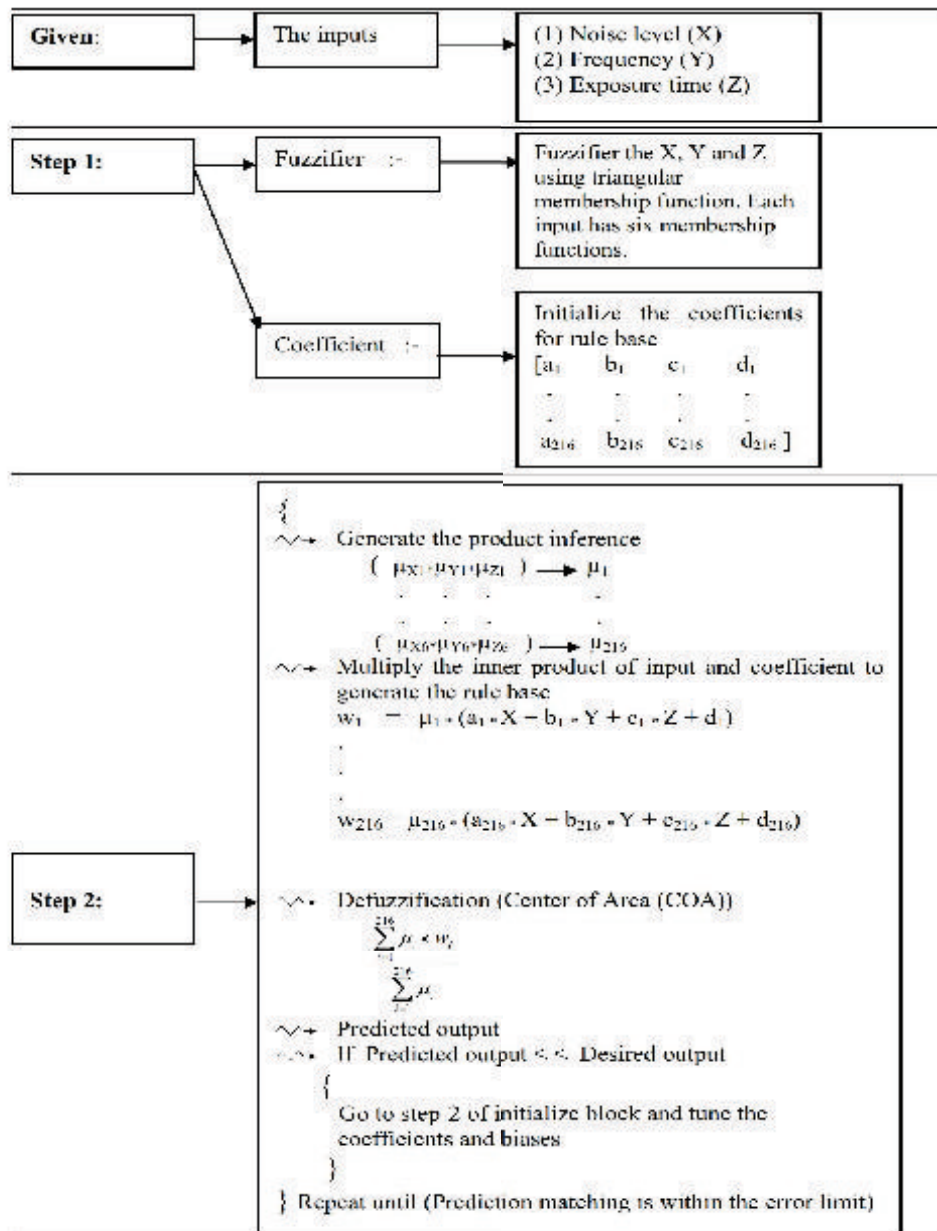 Given:
The inputs
(1) Noise level (X)
(2) Frequency (Y)
(3) Exposure time (Z)
Step 1:
Fuzzifier :-
Fuzzifier the X, Y and Z
using triangular
membership function. Each
input has six membership
functions.
Coefficient :-
Initialize the coefficients
for rule base
[a₁ b₁ c₁ d₁
. . . .
. . . .
a₂₁₆ b₂₁₆ c₂₁₆ d₂₁₆ ]
Step 2:
{
Generate the product inference
( μX1*μY1*μZ1 ) → μ₁
. . . .
. . . .
( μX6*μY6*μZ6 ) → μ₂₁₆
Multiply the inner product of input and coefficient to
generate the rule base
w₁ = μ₁ * (a₁ * X + b₁ * Y + c₁ * Z + d₁)
.
.
.
w₂₁₆ μ₂₁₆ * (a₂₁₆ * X + b₂₁₆ * Y + c₂₁₆ * Z + d₂₁₆)
Defuzzification (Center of Area (COA))
216
∑ μ × wᵢ
216
∑ μᵢ
Predicted output
If Predicted output < < Desired output
{
Go to step 2 of initialize block and tune the
coefficients and biases
}
} Repeat until (Prediction matching is within the error limit)